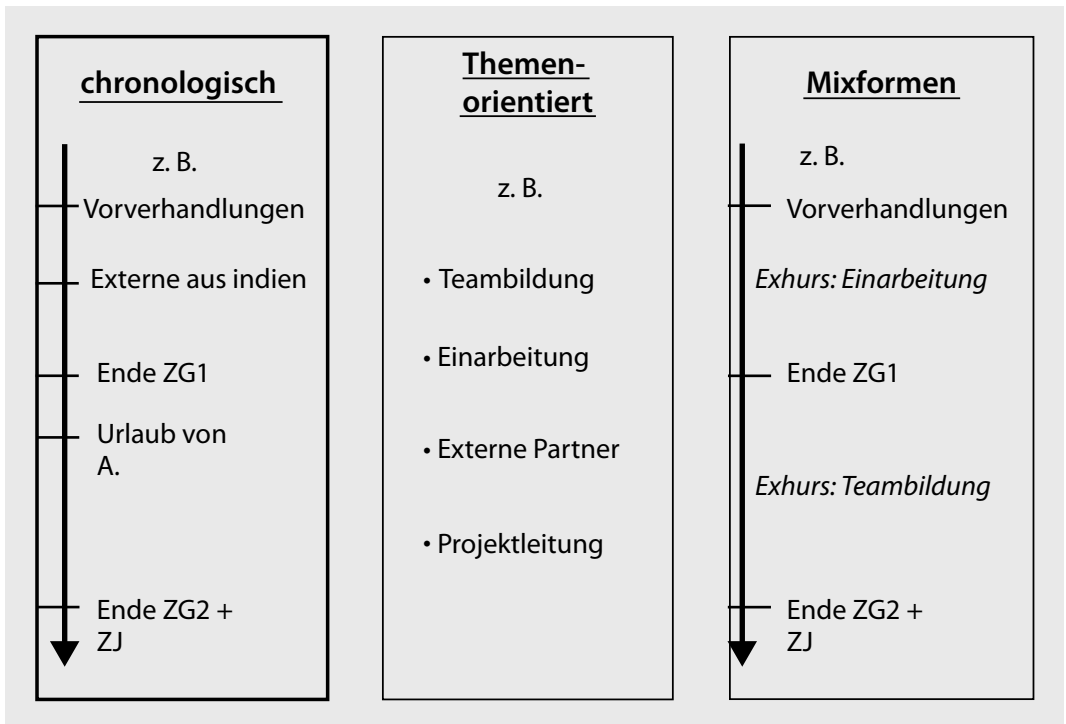 chronologisch
z. B.
Vorverhandlungen
Externe aus indien
Ende ZG1
Urlaub von
A.
Ende ZG2 +
ZJ
Themen-
orientiert
z. B.
• Teambildung
• Einarbeitung
• Externe Partner
• Projektleitung
Mixformen
z. B.
Vorverhandlungen
Exhurs: Einarbeitung
Ende ZG1
Exhurs: Teambildung
Ende ZG2 +
ZJ